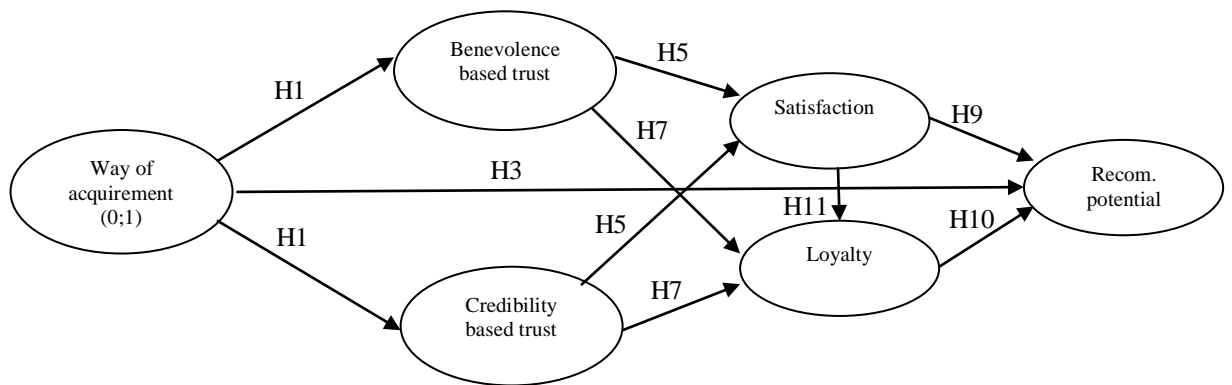 Benevolence
based trust
H5
H1
Satisfaction
H9
H7
Way of
acquirement
(0;1)
H3
Recom.
potential
H5
H11
H10
H1
Loyalty
H7
Credibility
based trust